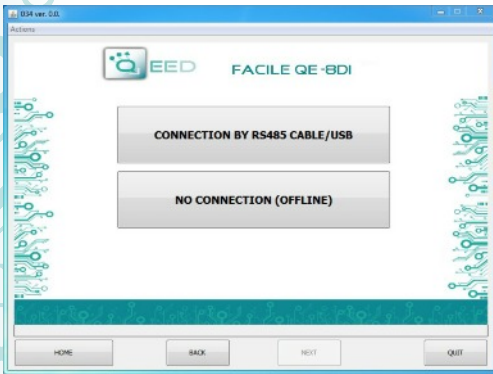 D34 ver. 0.0.
Actions
QEED FACILE QE-8DI
CONNECTION BY RS485 CABLE/USB
NO CONNECTION (OFFLINE)
HOME BACK NEXT QUIT